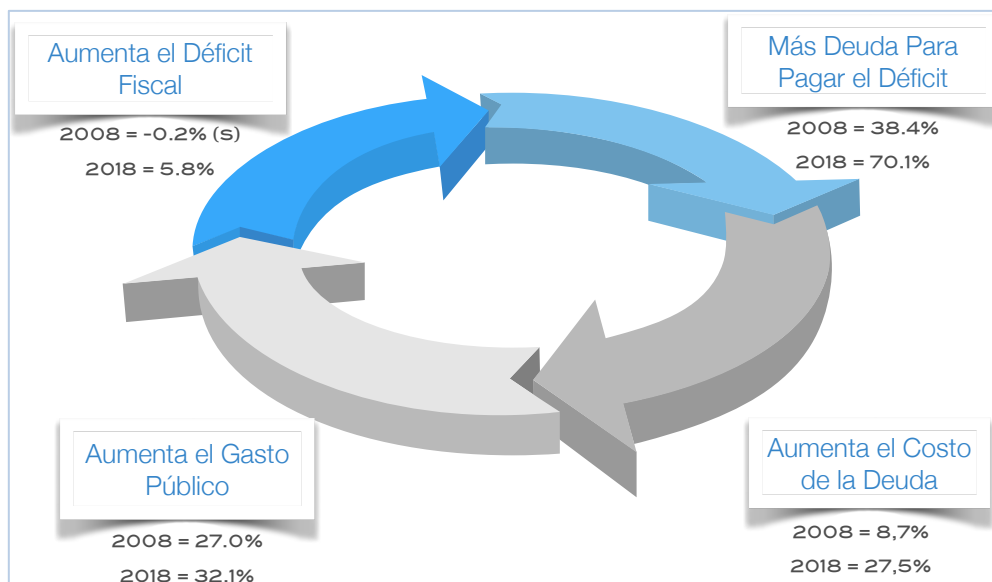 Aumenta el Déficit
Fiscal
2008 = -0.2% (s)
2018 = 5.8%
Más Deuda Para
Pagar el Déficit
2008 = 38.4%
2018 = 70.1%
Aumenta el Gasto
Público
2008 = 27.0%
2018 = 32.1%
Aumenta el Costo
de la Deuda
2008 = 8,7%
2018 = 27,5%